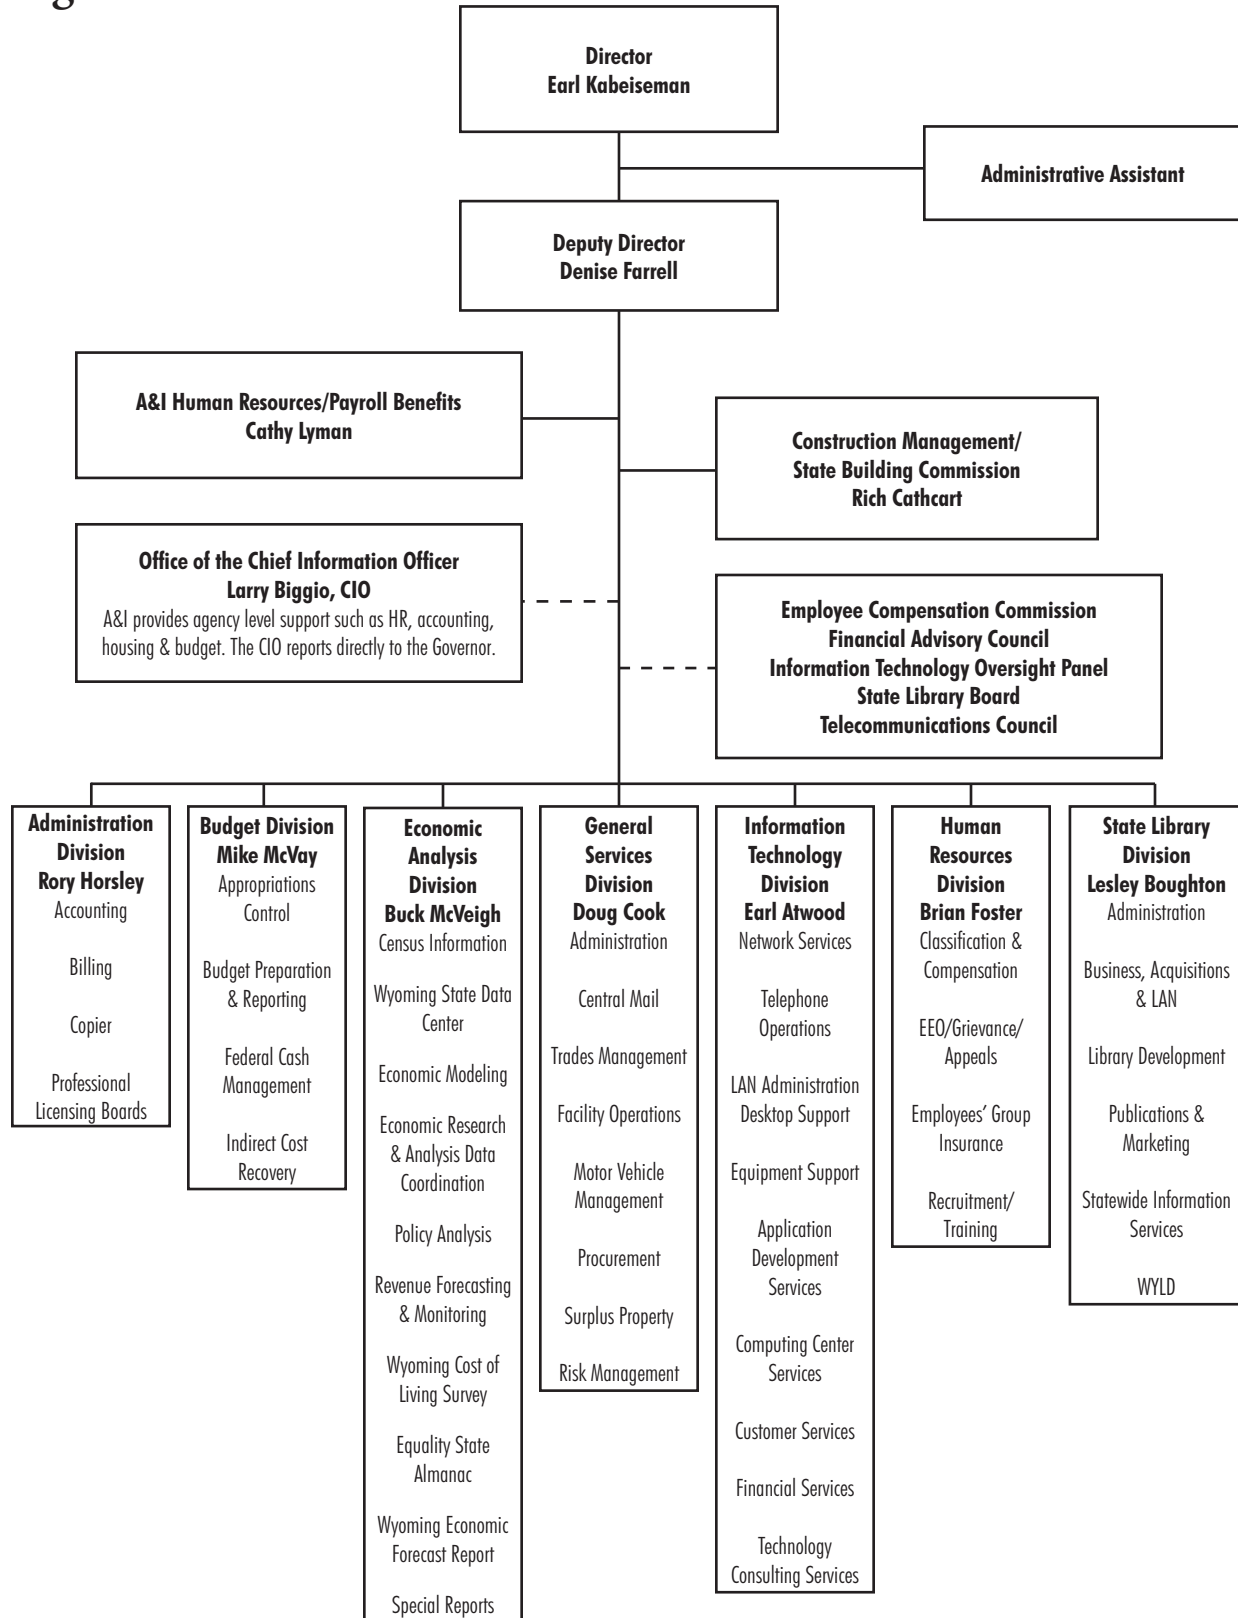 Director
Earl Kabeiseman
Administrative Assistant
Deputy Director
Denise Farrell
A&I Human Resources/Payroll Benefits
Cathy Lyman
Construction Management/
State Building Commission
Rich Cathcart
Office of the Chief Information Officer
Larry Biggio, CIO
A&I provides agency level support such as HR, accounting,
housing & budget. The CIO reports directly to the Governor.
Employee Compensation Commission
Financial Advisory Council
Information Technology Oversight Panel
State Library Board
Telecommunications Council
Administration
Division
Rory Horsley
Accounting
Billing
Copier
Professional
Licensing Boards
Budget Division
Mike McVay
Appropriations
Control
Budget Preparation
& Reporting
Federal Cash
Management
Indirect Cost
Recovery
Economic
Analysis
Division
Buck McVeigh
Census Information
Wyoming State Data
Center
Economic Modeling
Economic Research
& Analysis Data
Coordination
Policy Analysis
Revenue Forecasting
& Monitoring
Wyoming Cost of
Living Survey
Equality State
Almanac
Wyoming Economic
Forecast Report
Special Reports
General
Services
Division
Doug Cook
Administration
Central Mail
Trades Management
Facility Operations
Motor Vehicle
Management
Procurement
Surplus Property
Risk Management
Information
Technology
Division
Earl Atwood
Network Services
Telephone
Operations
LAN Administration
Desktop Support
Equipment Support
Application
Development
Services
Computing Center
Services
Customer Services
Financial Services
Technology
Consulting Services
Human
Resources
Division
Brian Foster
Classification &
Compensation
EEO/Grievance/
Appeals
Employees' Group
Insurance
Recruitment/
Training
State Library
Division
Lesley Boughton
Administration
Business, Acquisitions
& LAN
Library Development
Publications &
Marketing
Statewide Information
Services
WYLD